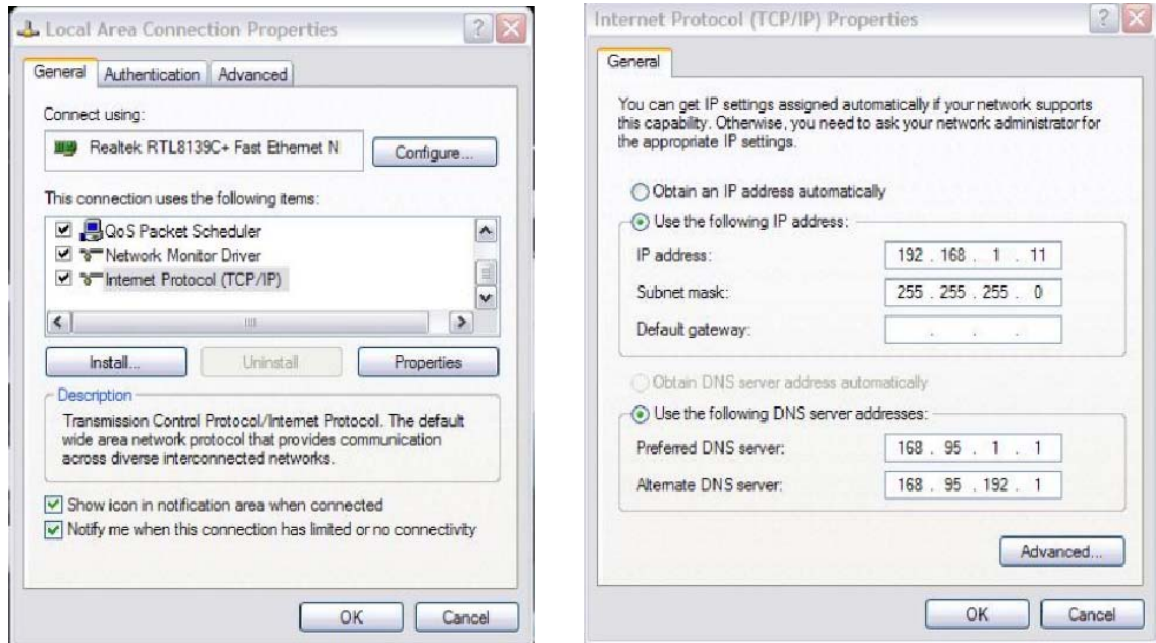 Local Area Connection Properties
General Authentication Advanced
Connect using:
Realtek RTL8139C+ Fast Ethernet N
Configure...
This connection uses the following items:
QoS Packet Scheduler
Network Monitor Driver
Internet Protocol (TCP/IP)
Install... Uninstall Properties
Description
Transmission Control Protocol/Internet Protocol. The default
wide area network protocol that provides communication
across diverse interconnected networks.
Show icon in notification area when connected
Notify me when this connection has limited or no connectivity
OK Cancel
Internet Protocol (TCP/IP) Properties
General
You can get IP settings assigned automatically if your network supports
this capability. Otherwise, you need to ask your network administrator for
the appropriate IP settings.
Obtain an IP address automatically
Use the following IP address:
IP address: 192 . 168 . 1 . 11
Subnet mask: 255 . 255 . 255 . 0
Default gateway: . . .
Obtain DNS server address automatically
Use the following DNS server addresses:
Preferred DNS server: 168 . 95 . 1 . 1
Alternate DNS server: 168 . 95 . 192 . 1
Advanced...
OK Cancel